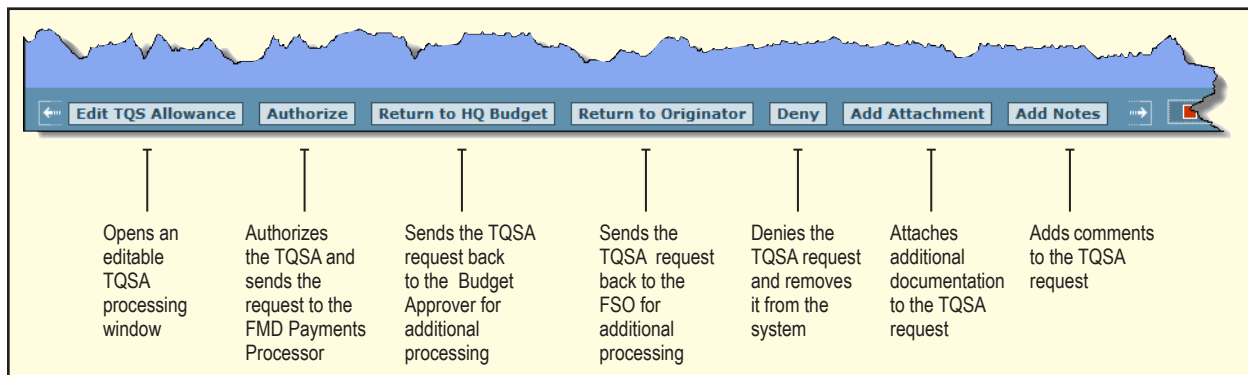 Edit TQS Allowance Authorize Return to HQ Budget Return to Originator Deny Add Attachment Add Notes
Opens an
editable
TQSA
processing
window
Authorizes
the TQSA and
sends the
request to the
FMD Payments
Processor
Sends the TQSA
request back
to the Budget
Approver for
additional
processing
Sends the
TQSA request
back to the
FSO for
additional
processing
Denies the
TQSA request
and removes
it from the
system
Attaches
additional
documentation
to the TQSA
request
Adds comments
to the TQSA
request